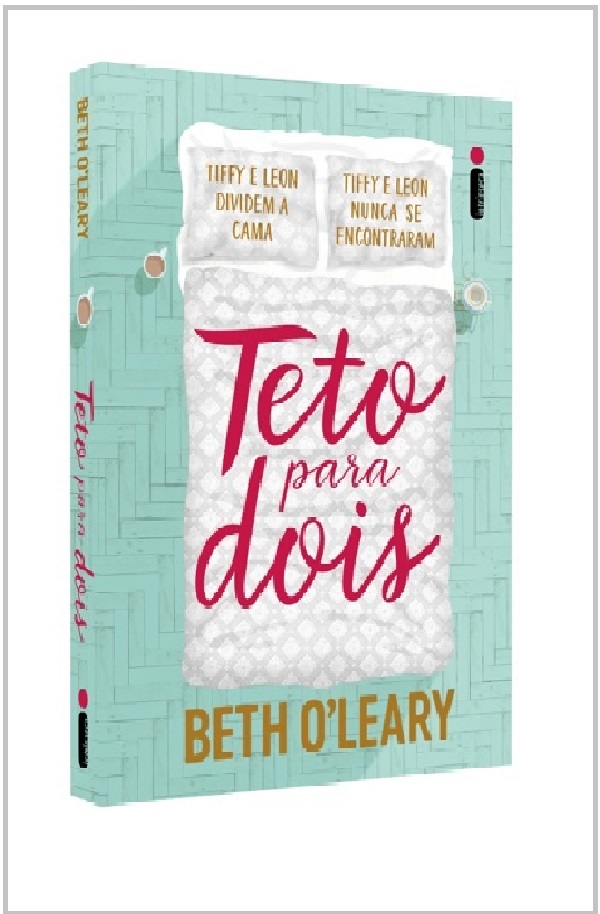 BETH O'LEARY
Teto para dois
TIFFY E LEON
DIVIDEM A
CAMA
TIFFY E LEON
NUNCA SE
ENCONTRARAM
Teto
para
dois
BETH O'LEARY